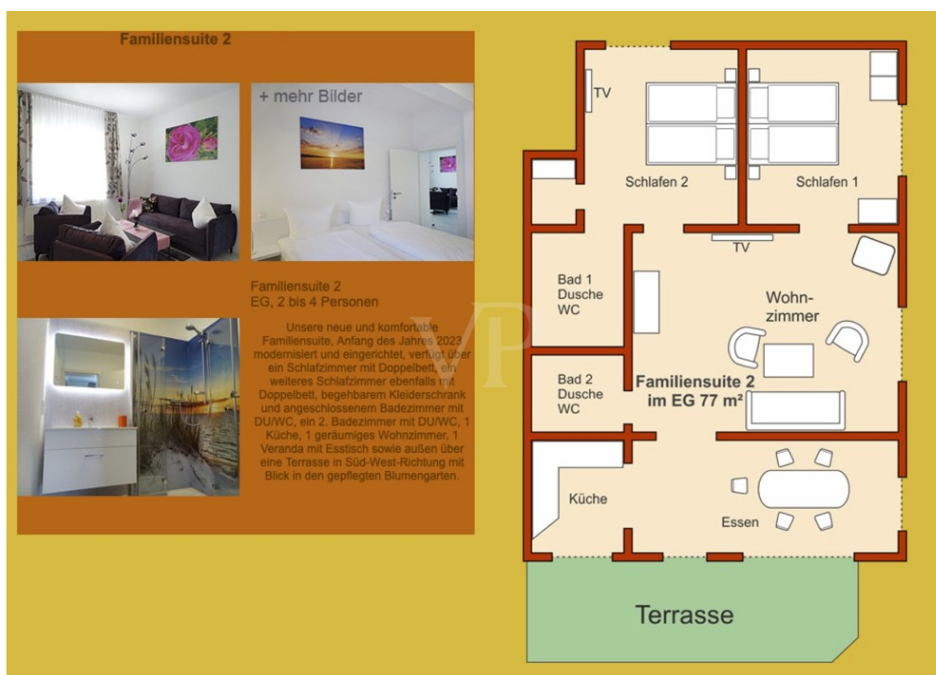 Familiensuite 2
+ mehr Bilder
Familiensuite 2
EG, 2 bis 4 Personen
Unsere neue und komfortable
Familiensuite, Anfang des Jahres 2023
modernisiert und eingerichtet, verfügt über
ein Schlafzimmer mit Doppelbett, ein
weiteres Schlafzimmer ebenfalls mit
Doppelbett, begehbarem Kleiderschrank
und angeschlossenem Badezimmer mit
DU/WC, ein 2. Badezimmer mit DU/WC, 1
Küche, 1 geräumiges Wohnzimmer, 1
Veranda mit Esstisch sowie außen über
eine Terrasse in Süd-West-Richtung mit
Blick in den gepflegten Blumengarten.
VP
TV
Schlafen 2
Schlafen 1
TV
Bad 1
Dusche
WC
Wohn-
zimmer
Bad 2
Dusche
WC
Familiensuite 2
im EG 77 m²
Küche
Essen
Terrasse